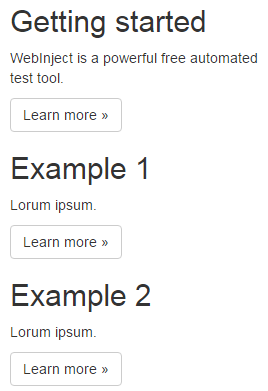 Getting started
WebInject is a powerful free automated
test tool.
Learn more »
Example 1
Lorum ipsum.
Learn more »
Example 2
Lorum ipsum.
Learn more »